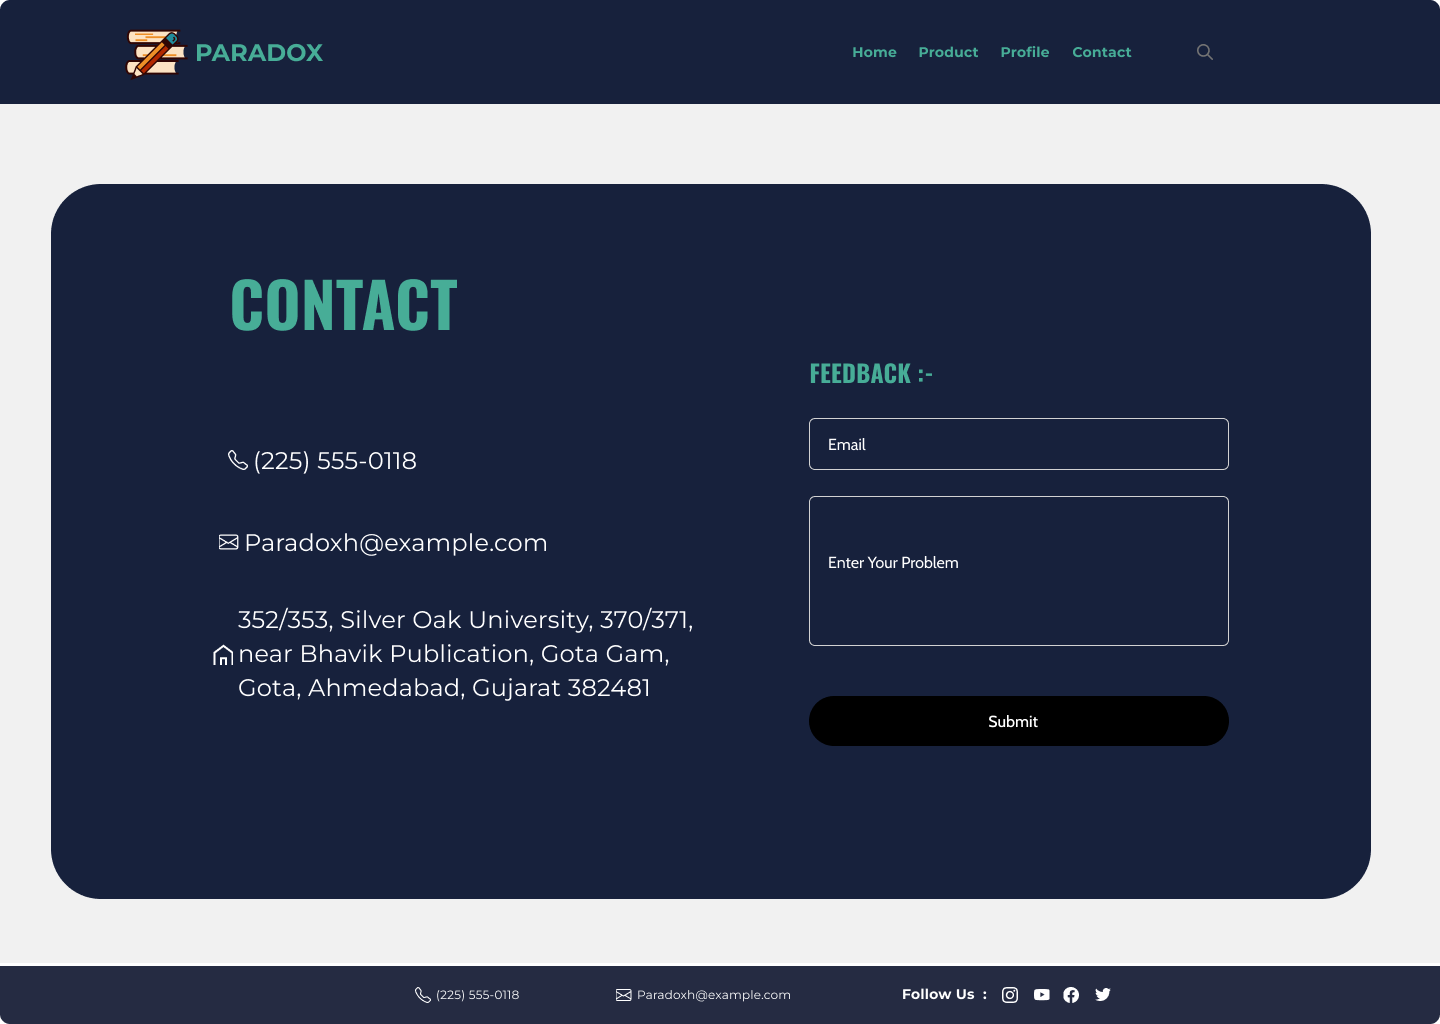 PARADOX
Home Product Profile Contact
CONTACT
(225) 555-0118
Paradoxh@example.com
352/353, Silver Oak University, 370/371,
near Bhavik Publication, Gota Gam,
Gota, Ahmedabad, Gujarat 382481
FEEDBACK :-
Email
Enter Your Problem
Submit
(225) 555-0118
Paradoxh@example.com
Follow Us :